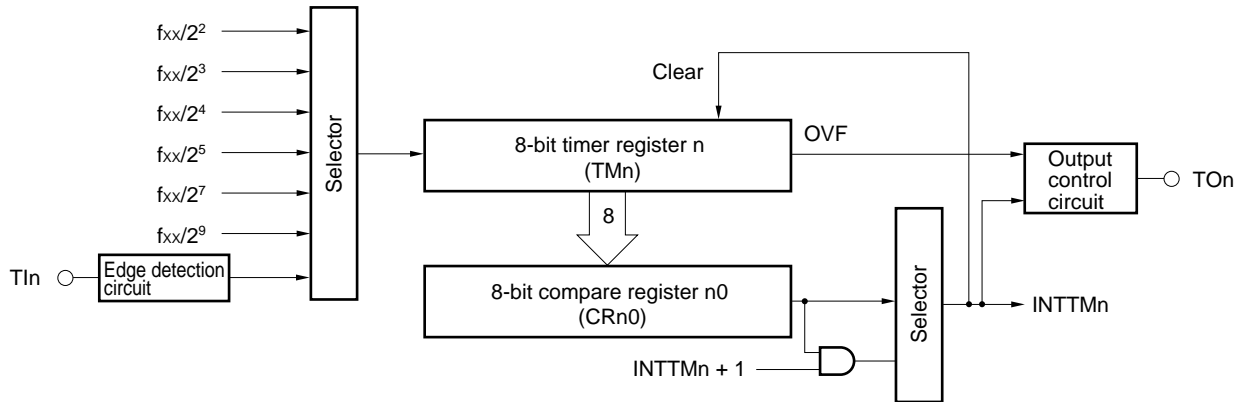 fxx/2²
fxx/2³
fxx/2⁴
fxx/2⁵
fxx/2⁷
fxx/2⁹
TIn
Edge detection
circuit
Selector
Clear
8-bit timer register n
(TMn)
OVF
8
8-bit compare register n0
(CRn0)
INTTMn + 1
Selector
Output
control
circuit
TOn
INTTMn